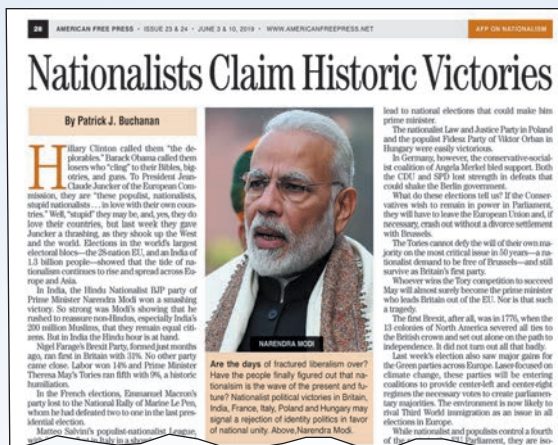 28 AMERICAN FREE PRESS • ISSUE 23 & 24 • JUNE 3 & 10, 2019 • WWW.AMERICANFREEPRESS.NET
AFP ON NATIONALISM
Nationalists Claim Historic Victories
By Patrick J. Buchanan
Hillary Clinton called them “the de-
plorables.” Barack Obama called them
losers who “cling” to their Bibles, big-
otries, and guns. To President Jean-
Claude Juncker of the European Com-
mission, they are “these populist, nationalists,
stupid nationalists . . . in love with their own coun-
tries.” Well, “stupid” they may be, and, yes, they do
love their countries, but last week they gave
Juncker a thrashing, as they shook up the West
and the world. Elections in the world’s largest
electoral blocs—the 28-nation EU, and an India of
1.3 billion people—showed that the tide of na-
tionalism continues to rise and spread across Eu-
rope and Asia.
In India, the Hindu Nationalist BJP party of
Prime Minister Narendra Modi won a smashing
victory. So strong was Modi’s showing that he
rushed to reassure non-Hindus, especially India’s
200 million Muslims, that they remain equal citi-
zens. But in India the Hindu hour is at hand.
Nigel Farage’s Brexit Party, formed just months
ago, ran first in Britain with 31%. No other party
came close. Labor won 14% and Prime Minister
Theresa May’s Tories ran fifth with 9%, a historic
humiliation.
In the French elections, Emmanuel Macron’s
party lost to the National Rally of Marine Le Pen,
whom he had defeated two to one in the last pres-
idential election.
Matteo Salvini’s populist-nationalist League,
in Italy in a
NARENDRA MODI
Are the days of fractured liberalism over?
Have the people finally figured out that na-
tionalsim is the wave of the present and fu-
ture? Nationalist political victories in Britain,
India, France, Italy, Poland and Hungary may
signal a rejection of identity politics in favor
of national unity. Above,Narendra Modi.
lead to national elections that could make him
prime minister.
The nationalist Law and Justice Party in Poland
and the populist Fidesz Party of Viktor Orban in
Hungary were easily victorious.
In Germany, however, the conservative-social-
ist coalition of Angela Merkel bled support. Both
the CDU and SPD lost strength in defeats that
could shake the Berlin government.
What do these elections tell us? If the Conser-
vatives wish to remain in power in Parliament,
they will have to leave the European Union and, if
necessary, crash out without a divorce settlement
with Brussels.
The Tories cannot defy the will of their own maj-
ority on the most critical issue in 50 years—a na-
tionalist demand to be free of Brussels—and still
survive as Britain’s first party.
Whoever wins the Tory competition to succeed
May will almost surely become the prime minister
who leads Britain out of the EU. Nor is that such
a tragedy.
The first Brexit, after all, was in 1776, when the
13 colonies of North America severed all ties to
the British crown and set out alone on the path to
independence. It did not turn out all that badly.
Last week’s election also saw major gains for
the Green parties across Europe. Laser-focused on
climate change, these parties will be entering
coalitions to provide center-left and center-right
regimes the necessary votes to create parliamen-
tary majorities. The environment is now likely to
rival Third World immigration as an issue in all
elections in Europe.
While nationalists and populists control a fourth
of the EU Parliament, they are